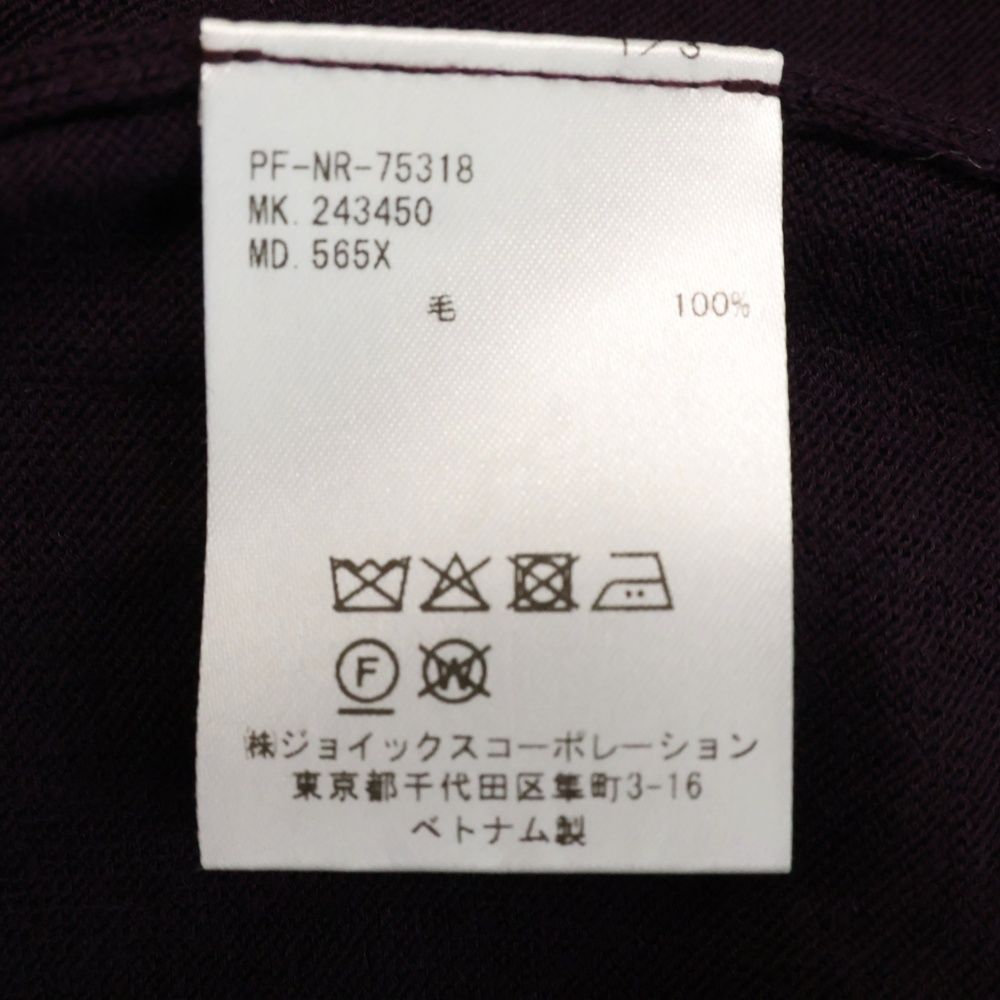 1/3
PF-NR-75318
MK. 243450
MD. 565X
毛 100%
F W
㈱ジョイックスコーポレーション
東京都千代田区隼町3-16
ベトナム製